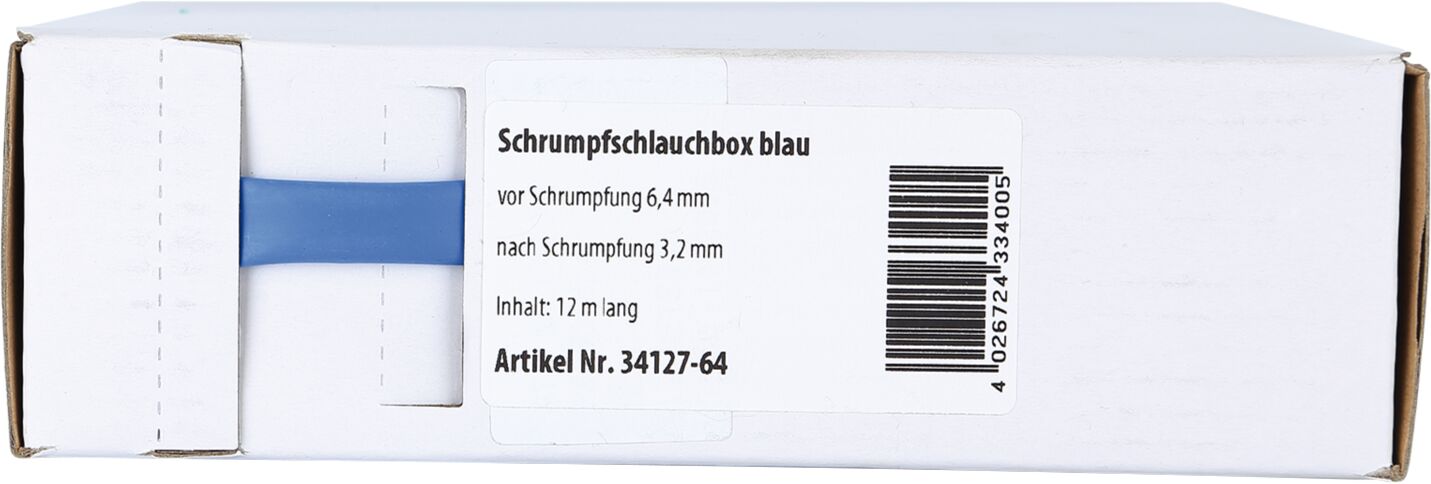 Schrumpfschlauchbox blau
vor Schrumpfung 6,4 mm
nach Schrumpfung 3,2 mm
Inhalt: 12 m lang
Artikel Nr. 34127-64
4 026724 334005